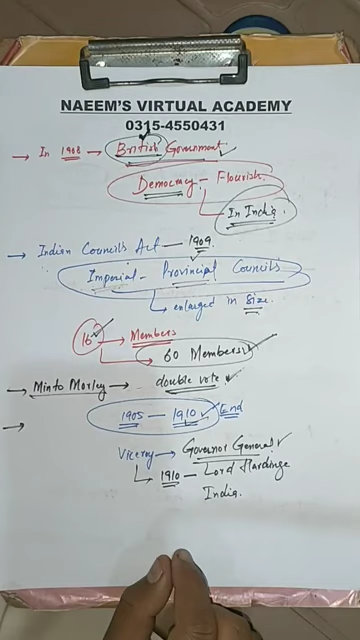 NAEEM'S VIRTUAL ACADEMY
0315-4550431
→ In 1908 → British Government
Democracy - Flourish
In India.
→ Indian Councils Act — 1909
Imperial - Provincial Councils
enlarged in Size.
16 → Members
60 Members
→ Minto Morley → double vote
1905 — 1910 End
→
Viceroy → Governor General
1910 — Lord Hardinge
India.